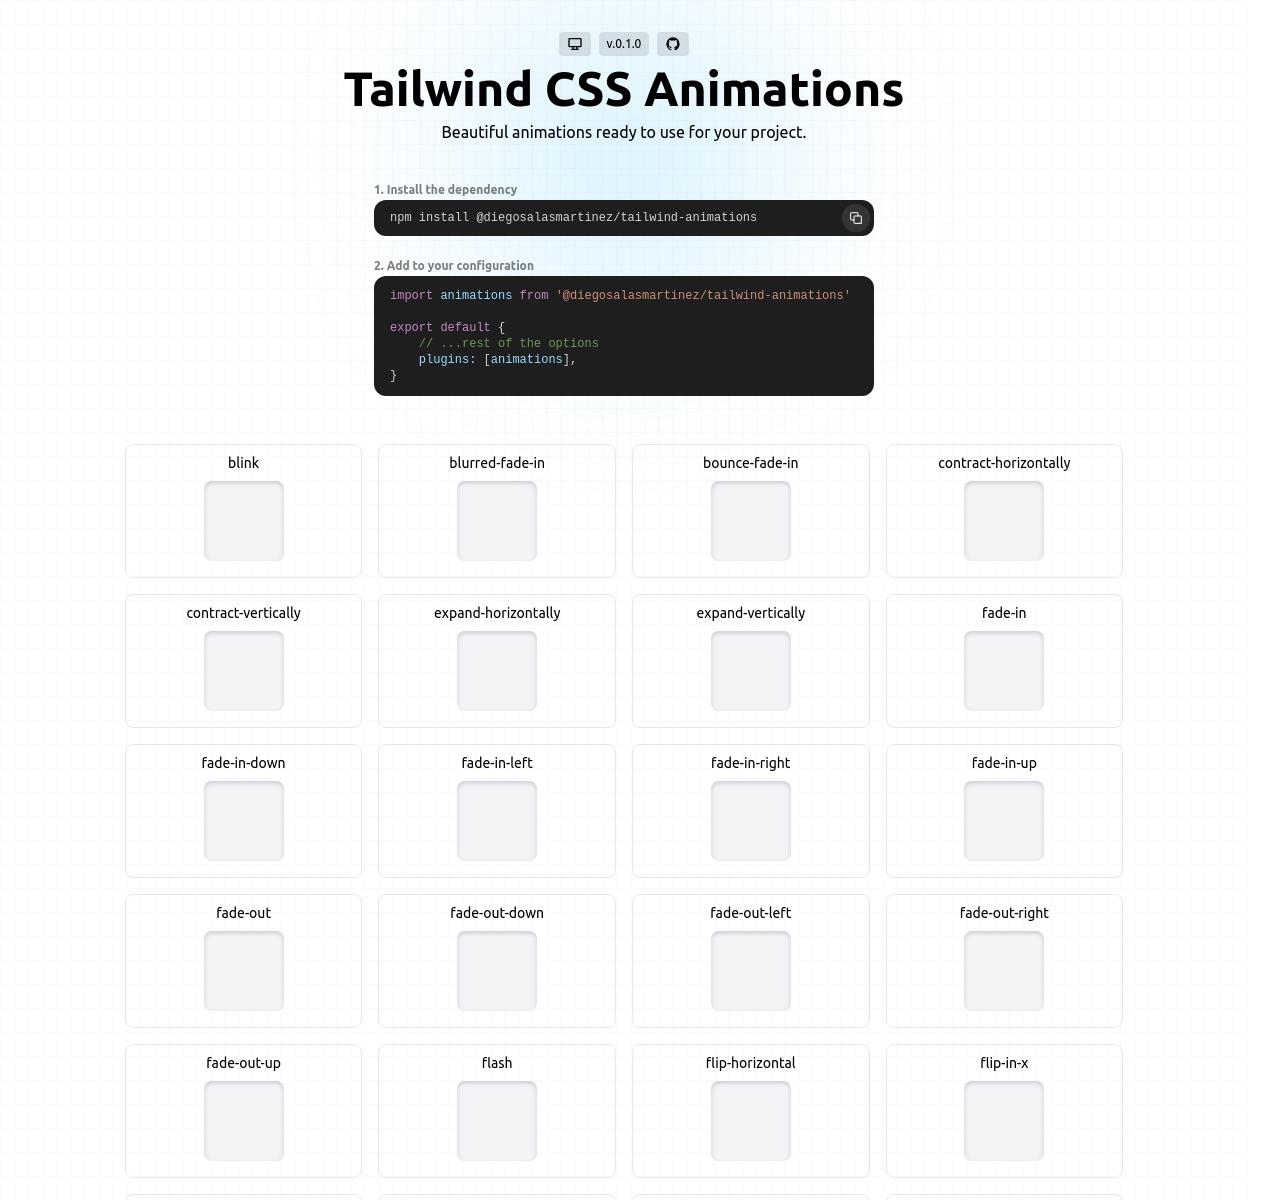 v.0.1.0
Tailwind CSS Animations
Beautiful animations ready to use for your project.
1. Install the dependency
npm install @diegosalasmartinez/tailwind-animations
2. Add to your configuration
import animations from '@diegosalasmartinez/tailwind-animations'
export default {
    // ...rest of the options
    plugins: [animations],
}
blink
blurred-fade-in
bounce-fade-in
contract-horizontally
contract-vertically
expand-horizontally
expand-vertically
fade-in
fade-in-down
fade-in-left
fade-in-right
fade-in-up
fade-out
fade-out-down
fade-out-left
fade-out-right
fade-out-up
flash
flip-horizontal
flip-in-x